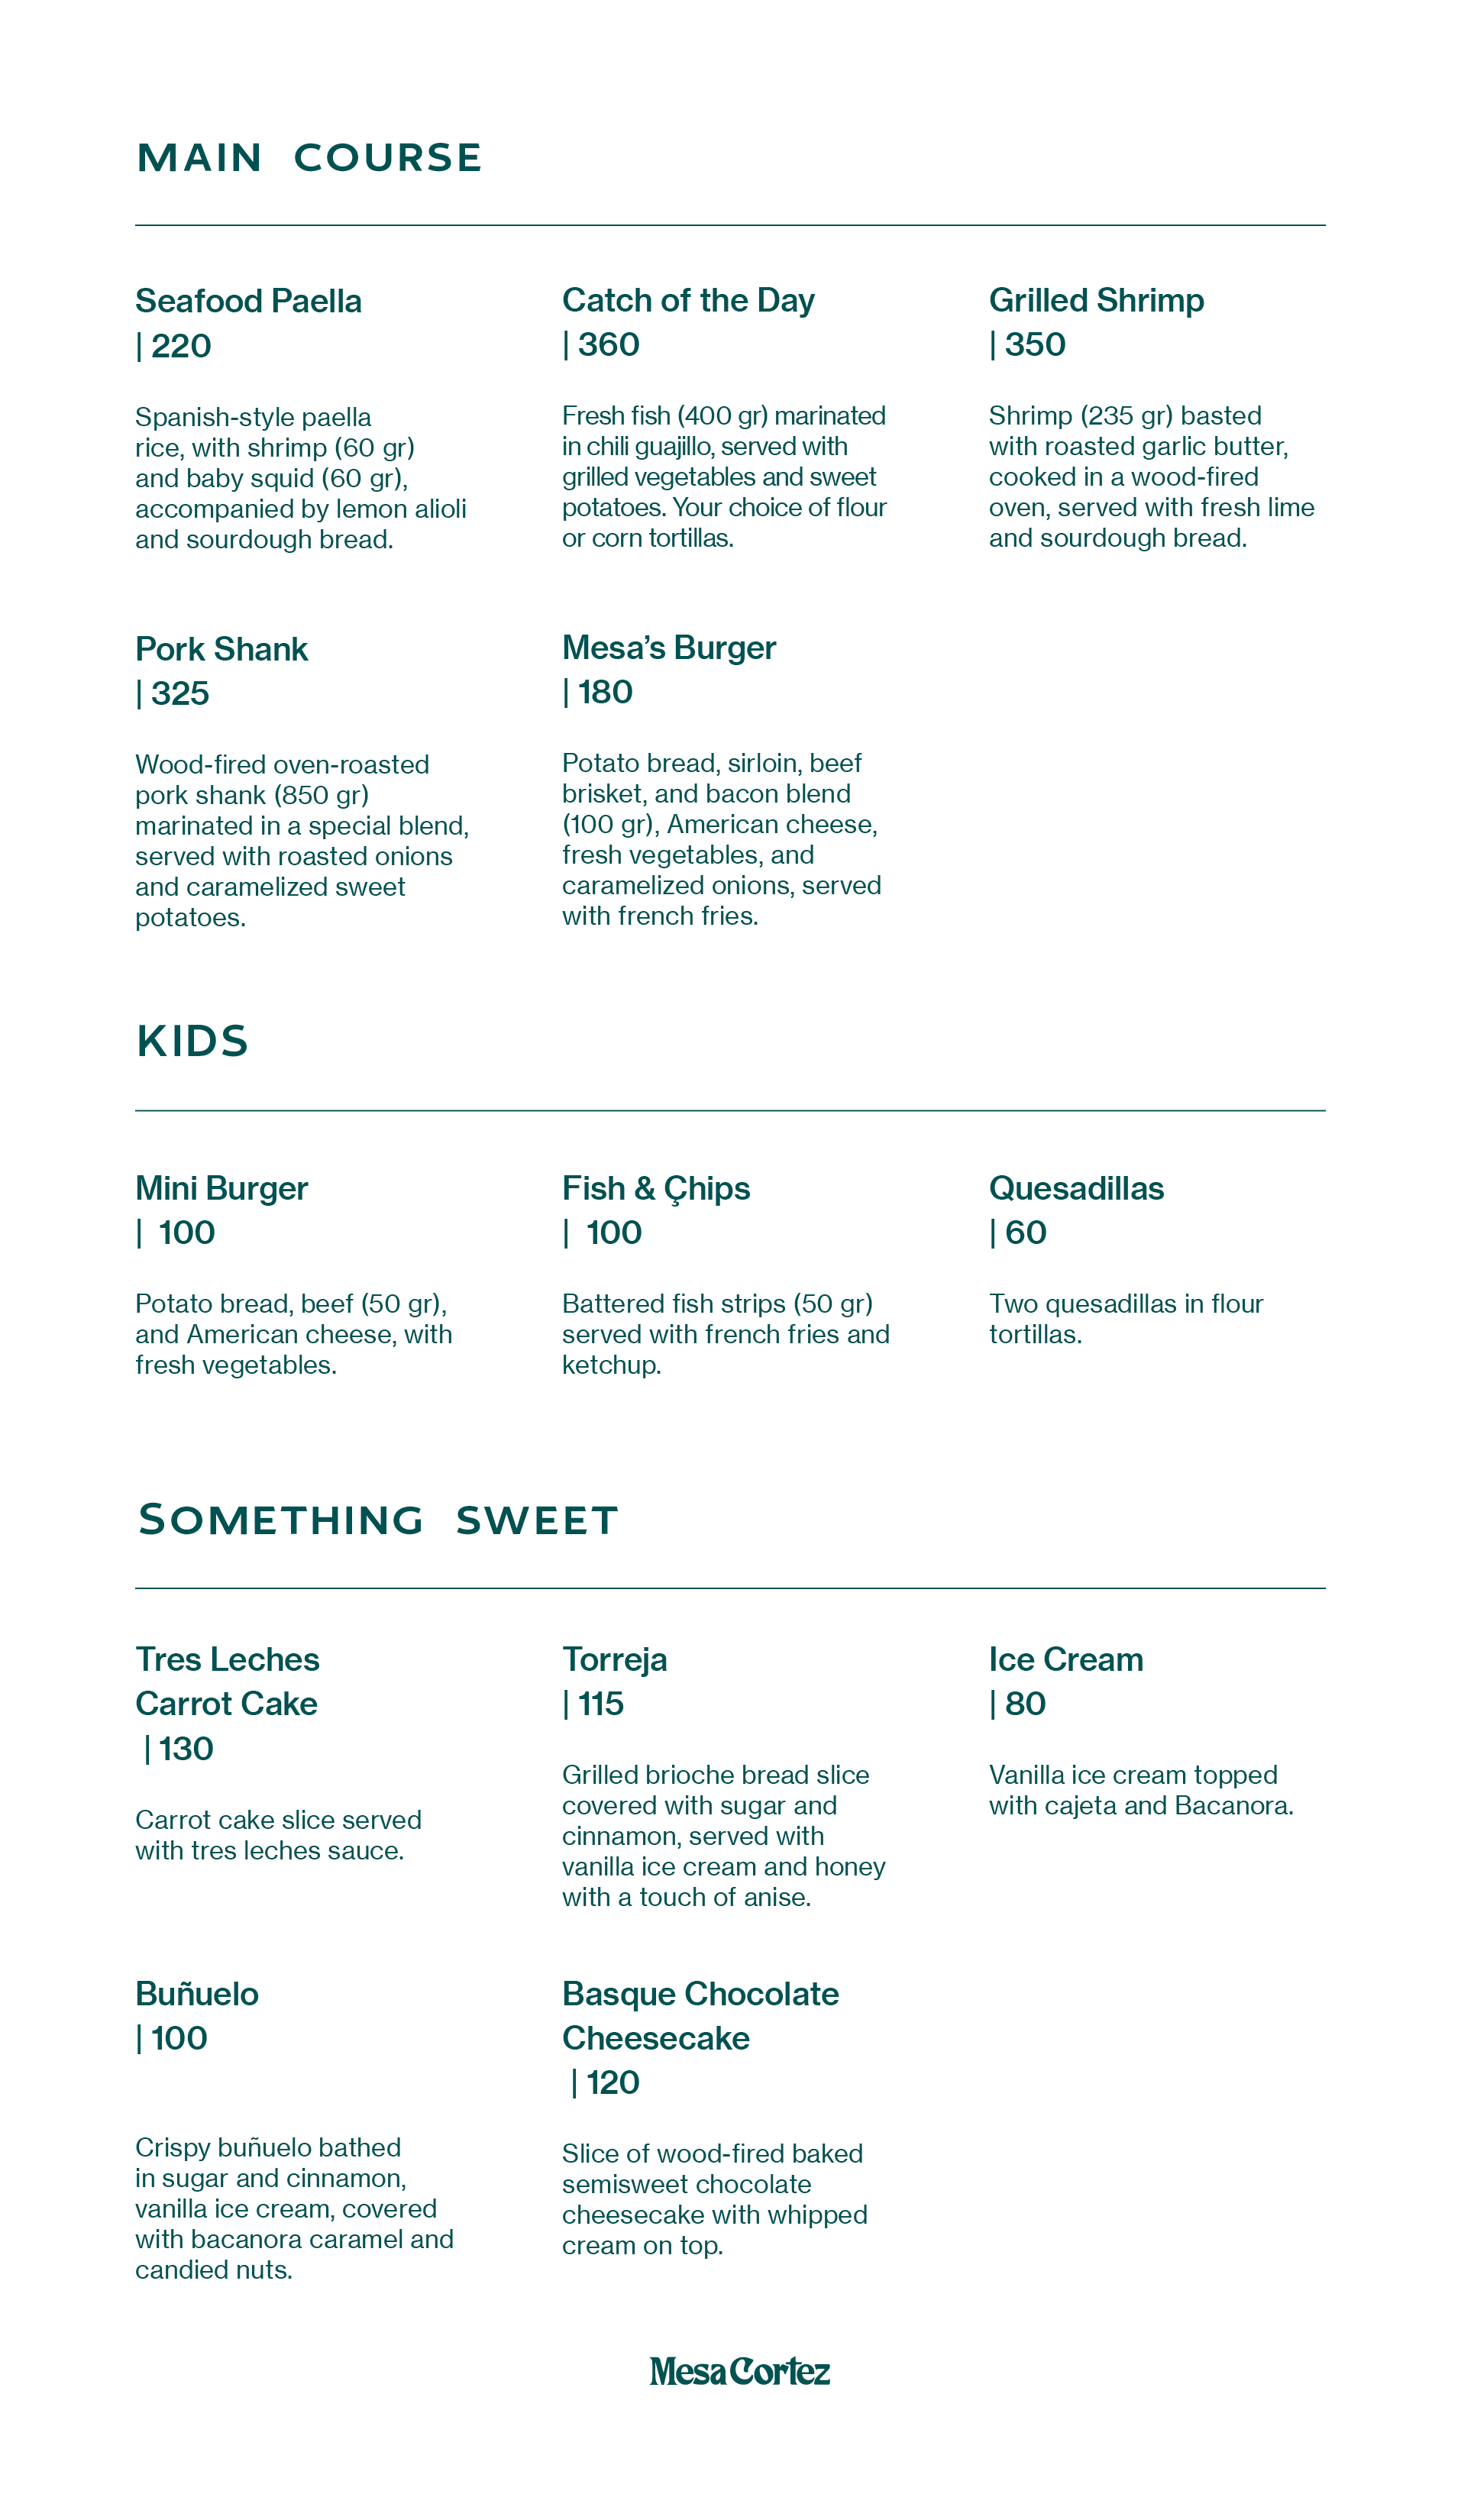 MAIN COURSE
Seafood Paella
| 220
Spanish-style paella
rice, with shrimp (60 gr)
and baby squid (60 gr),
accompanied by lemon alioli
and sourdough bread.
Catch of the Day
| 360
Fresh fish (400 gr) marinated
in chili guajillo, served with
grilled vegetables and sweet
potatoes. Your choice of flour
or corn tortillas.
Grilled Shrimp
| 350
Shrimp (235 gr) basted
with roasted garlic butter,
cooked in a wood-fired
oven, served with fresh lime
and sourdough bread.
Pork Shank
| 325
Wood-fired oven-roasted
pork shank (850 gr)
marinated in a special blend,
served with roasted onions
and caramelized sweet
potatoes.
Mesa’s Burger
| 180
Potato bread, sirloin, beef
brisket, and bacon blend
(100 gr), American cheese,
fresh vegetables, and
caramelized onions, served
with french fries.
KIDS
Mini Burger
| 100
Potato bread, beef (50 gr),
and American cheese, with
fresh vegetables.
Fish & Çhips
| 100
Battered fish strips (50 gr)
served with french fries and
ketchup.
Quesadillas
| 60
Two quesadillas in flour
tortillas.
SOMETHING SWEET
Tres Leches
Carrot Cake
| 130
Carrot cake slice served
with tres leches sauce.
Torreja
| 115
Grilled brioche bread slice
covered with sugar and
cinnamon, served with
vanilla ice cream and honey
with a touch of anise.
Ice Cream
| 80
Vanilla ice cream topped
with cajeta and Bacanora.
Buñuelo
| 100
Crispy buñuelo bathed
in sugar and cinnamon,
vanilla ice cream, covered
with bacanora caramel and
candied nuts.
Basque Chocolate
Cheesecake
| 120
Slice of wood-fired baked
semisweet chocolate
cheesecake with whipped
cream on top.
Mesa Cortez